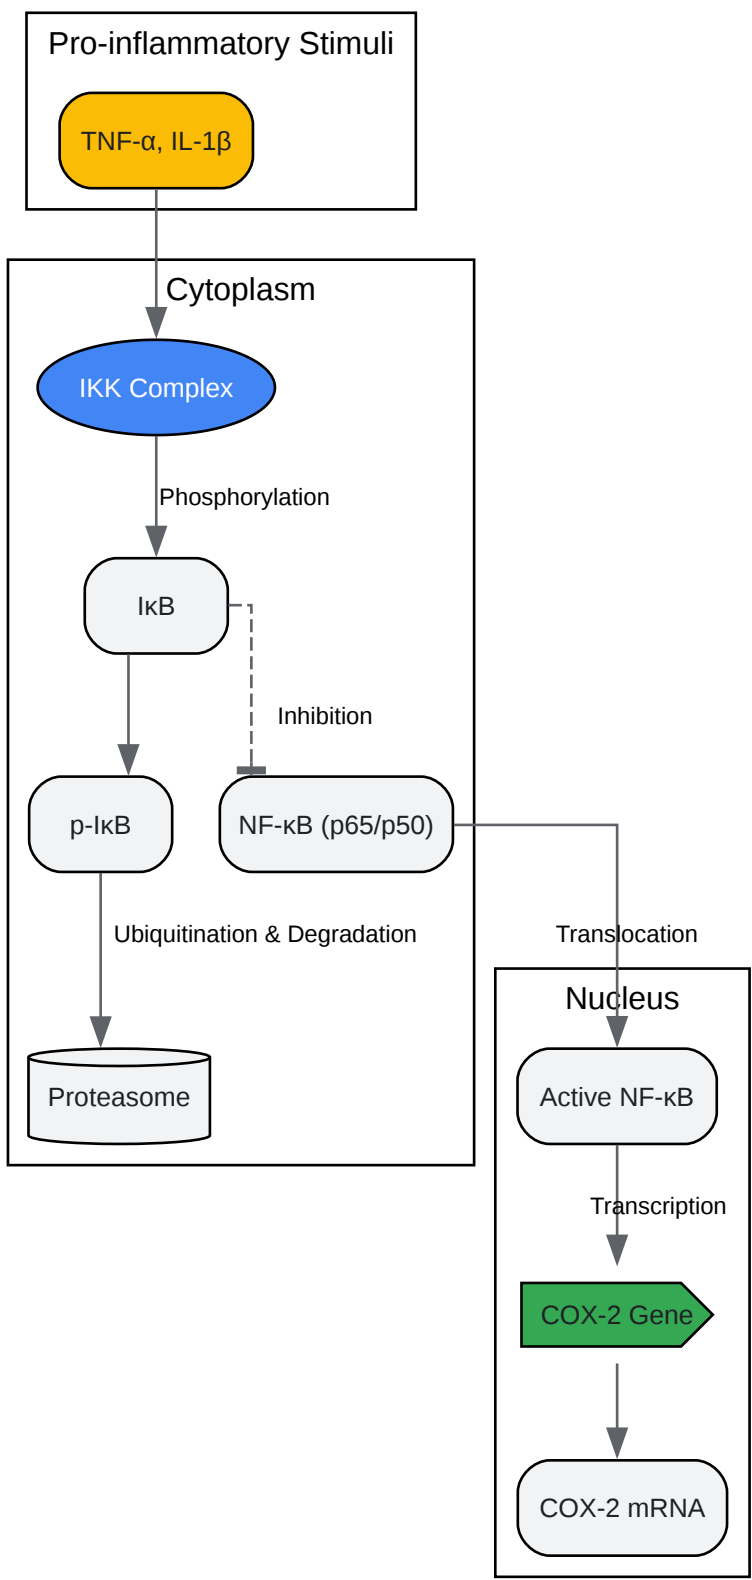 Pro-inflammatory Stimuli
TNF-α, IL-1β
Cytoplasm
IKK Complex
Phosphorylation
IκB
Inhibition
p-IκB
NF-κB (p65/p50)
Ubiquitination & Degradation
Translocation
Nucleus
Proteasome
Active NF-κB
Transcription
COX-2 Gene
COX-2 mRNA